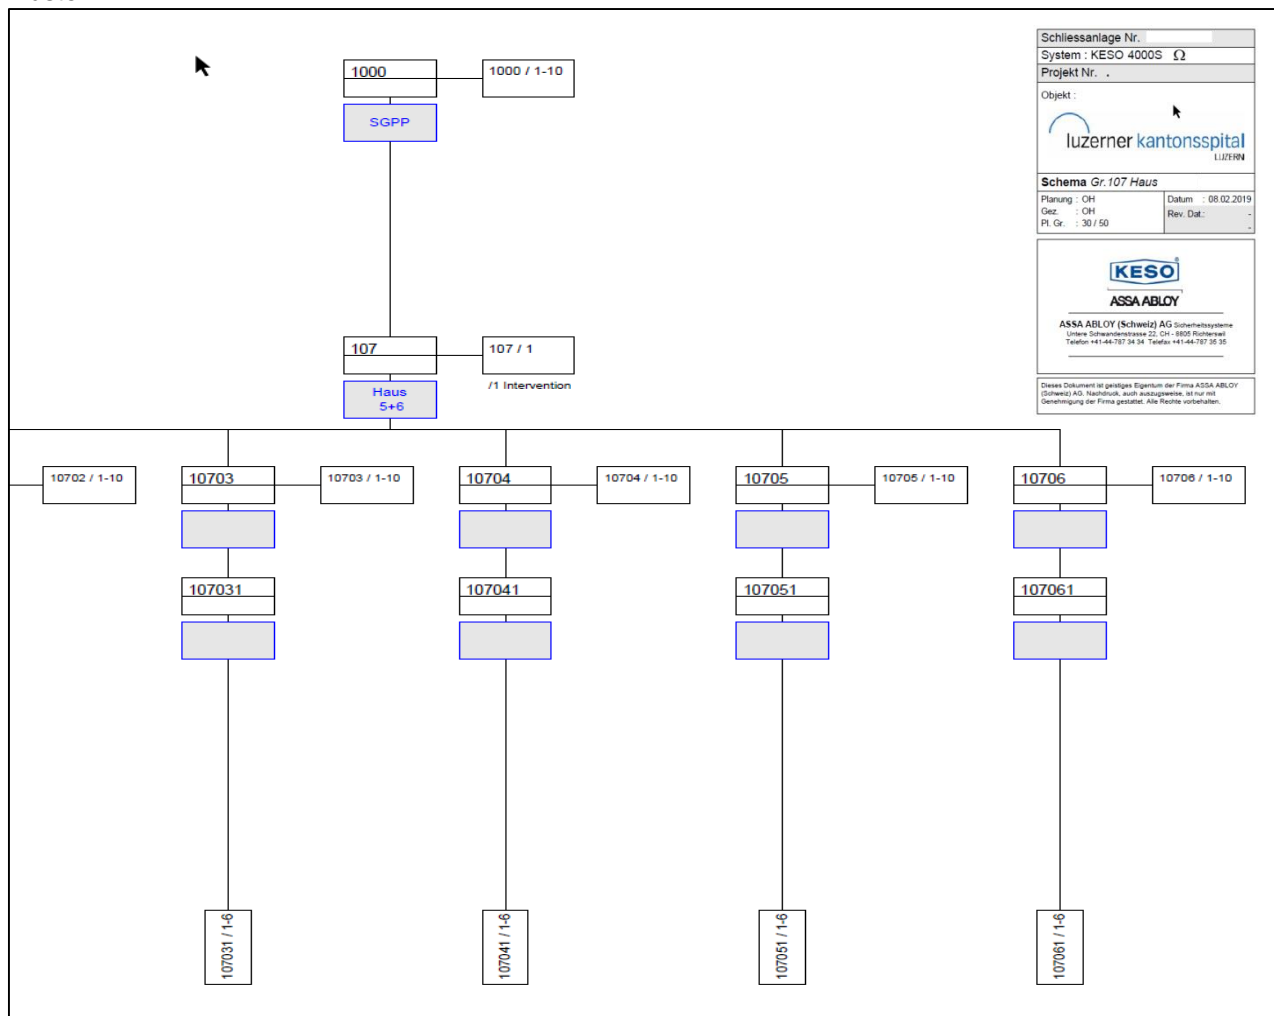 1000
1000 / 1-10
SGPP
107
107 / 1
/1 Intervention
Haus
5+6
10702 / 1-10
10703
10703 / 1-10
10704
10704 / 1-10
10705
10705 / 1-10
10706
10706 / 1-10
107031
107041
107051
107061
107031 / 1-6
107041 / 1-6
107051 / 1-6
107061 / 1-6
Schliessanlage Nr.
System : KESO 4000S Ω
Projekt Nr. .
Objekt :
luzerner kantonsspital
LUZERN
Schema Gr.107 Haus
Planung : OH
Gez. : OH
Pl. Gr. : 30 / 50
Datum : 08.02.2019
Rev. Dat.: -
-
KESO®
ASSA ABLOY
ASSA ABLOY (Schweiz) AG Sicherheitssysteme
Untere Schwandenstrasse 22, CH - 8805 Richterswil
Telefon +41-44-787 34 34 Telefax +41-44-787 35 35
Dieses Dokument ist geistiges Eigentum der Firma ASSA ABLOY
(Schweiz) AG. Nachdruck, auch auszugsweise, ist nur mit
Genehmigung der Firma gestattet. Alle Rechte vorbehalten.